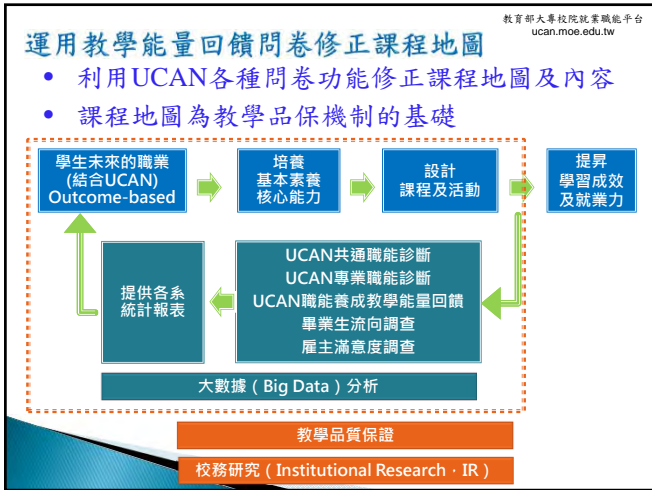 教育部大專校院就業職能平台
ucan.moe.edu.tw
運用教學能量回饋問卷修正課程地圖
• 利用UCAN各種問卷功能修正課程地圖及內容
• 課程地圖為教學品保機制的基礎
學生未來的職業
(結合UCAN)
Outcome-based
培養
基本素養
核心能力
設計
課程及活動
提昇
學習成效
及就業力
提供各系
統計報表
UCAN共通職能診斷
UCAN專業職能診斷
UCAN職能養成教學能量回饋
畢業生流向調查
雇主滿意度調查
大數據（Big Data）分析
教學品質保證
校務研究（Institutional Research，IR）